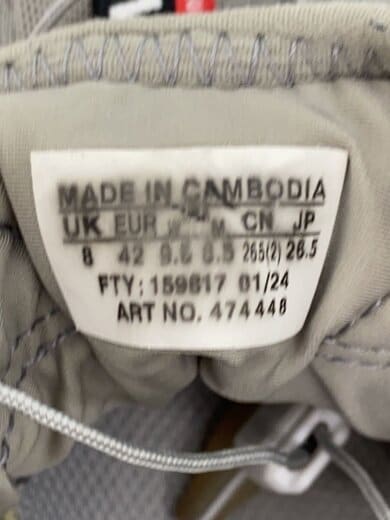 MADE IN CAMBODIA
UK EUR W M CN JP
8 42 9.5 8.5 265(2) 26.5
FTY: 159817 01/24
ART NO. 474448